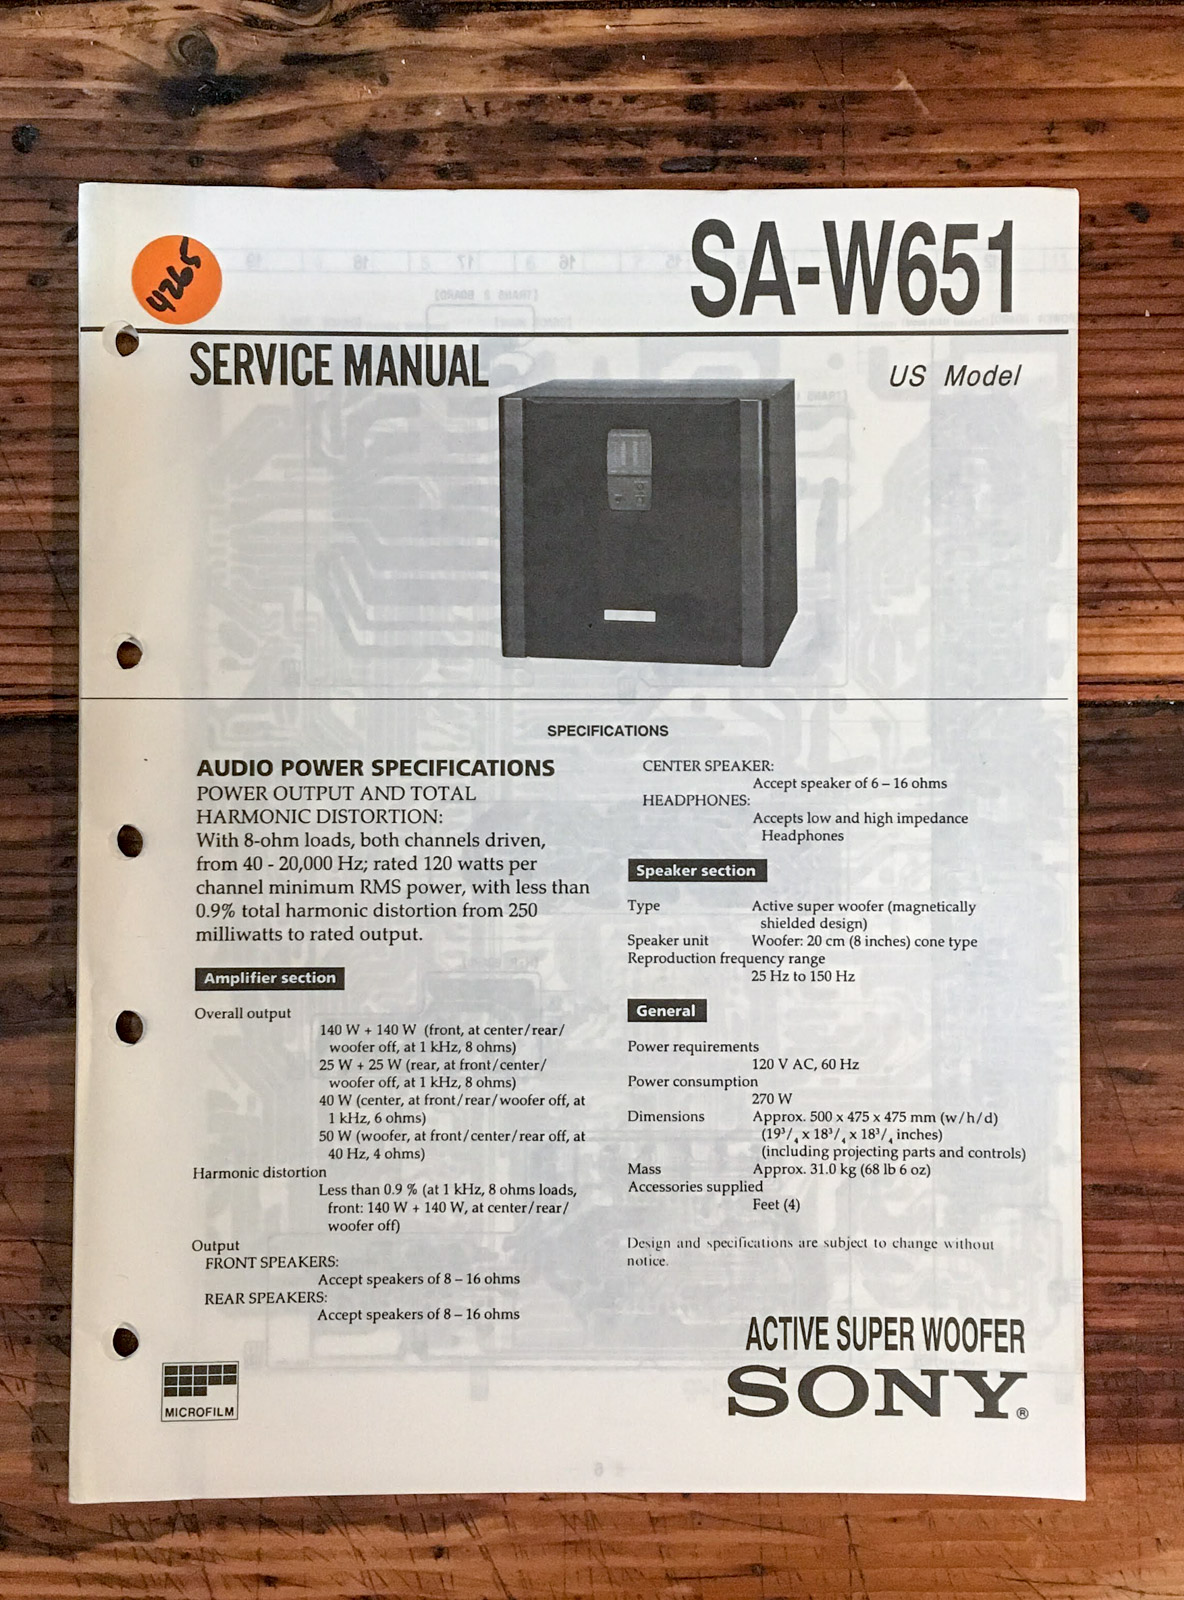 4265
SA-W651
SERVICE MANUAL
US Model
SPECIFICATIONS
AUDIO POWER SPECIFICATIONS
POWER OUTPUT AND TOTAL
HARMONIC DISTORTION:
With 8-ohm loads, both channels driven,
from 40 - 20,000 Hz; rated 120 watts per
channel minimum RMS power, with less than
0.9% total harmonic distortion from 250
milliwatts to rated output.
Amplifier section
Overall output
140 W + 140 W (front, at center/rear/
woofer off, at 1 kHz, 8 ohms)
25 W + 25 W (rear, at front/center/
woofer off, at 1 kHz, 8 ohms)
40 W (center, at front/rear/woofer off, at
1 kHz, 6 ohms)
50 W (woofer, at front/center/rear off, at
40 Hz, 4 ohms)
Harmonic distortion
Less than 0.9 % (at 1 kHz, 8 ohms loads,
front: 140 W + 140 W, at center/rear/
woofer off)
Output
FRONT SPEAKERS:
Accept speakers of 8 – 16 ohms
REAR SPEAKERS:
Accept speakers of 8 – 16 ohms
CENTER SPEAKER:
Accept speaker of 6 – 16 ohms
HEADPHONES:
Accepts low and high impedance
Headphones
Speaker section
Type Active super woofer (magnetically
shielded design)
Speaker unit Woofer: 20 cm (8 inches) cone type
Reproduction frequency range
25 Hz to 150 Hz
General
Power requirements
120 V AC, 60 Hz
Power consumption
270 W
Dimensions Approx. 500 x 475 x 475 mm (w/h/d)
(19³/₄ x 18³/₄ x 18³/₄ inches)
(including projecting parts and controls)
Mass Approx. 31.0 kg (68 lb 6 oz)
Accessories supplied
Feet (4)
Design and specifications are subject to change without
notice.
MICROFILM
ACTIVE SUPER WOOFER
SONY®